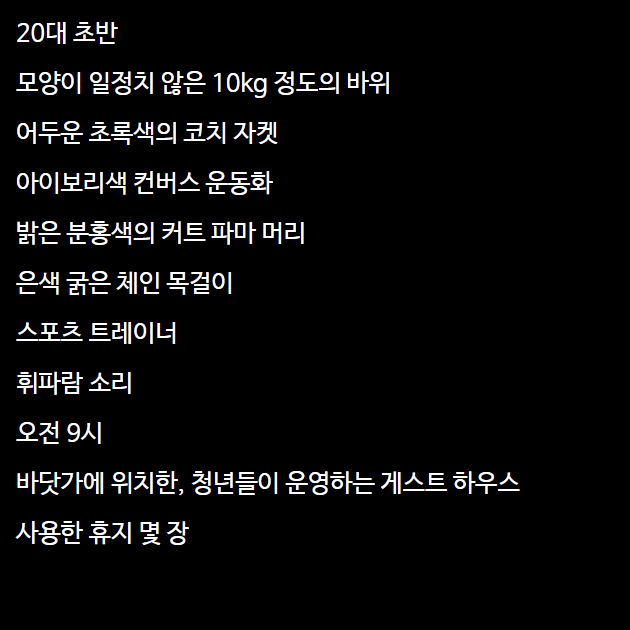 20대 초반
모양이 일정치 않은 10kg 정도의 바위
어두운 초록색의 코치 자켓
아이보리색 컨버스 운동화
밝은 분홍색의 커트 파마 머리
은색 굵은 체인 목걸이
스포츠 트레이너
휘파람 소리
오전 9시
바닷가에 위치한, 청년들이 운영하는 게스트 하우스
사용한 휴지 몇 장